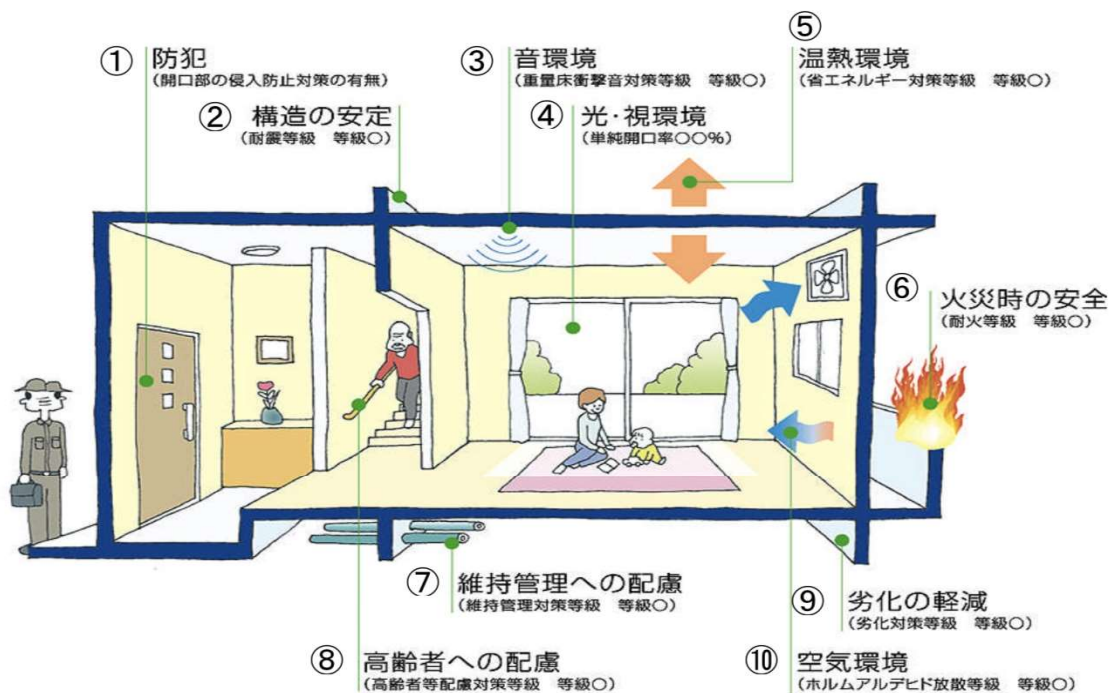 ① 防犯
(開口部の侵入防止対策の有無)
② 構造の安定
(耐震等級 等級○)
③ 音環境
(重量床衝撃音対策等級 等級○)
④ 光・視環境
(単純開口率○○%)
⑤ 温熱環境
(省エネルギー対策等級 等級○)
⑥ 火災時の安全
(耐火等級 等級○)
⑦ 維持管理への配慮
(維持管理対策等級 等級○)
⑧ 高齢者への配慮
(高齢者等配慮対策等級 等級○)
⑨ 劣化の軽減
(劣化対策等級 等級○)
⑩ 空気環境
(ホルムアルデヒド放散等級 等級○)